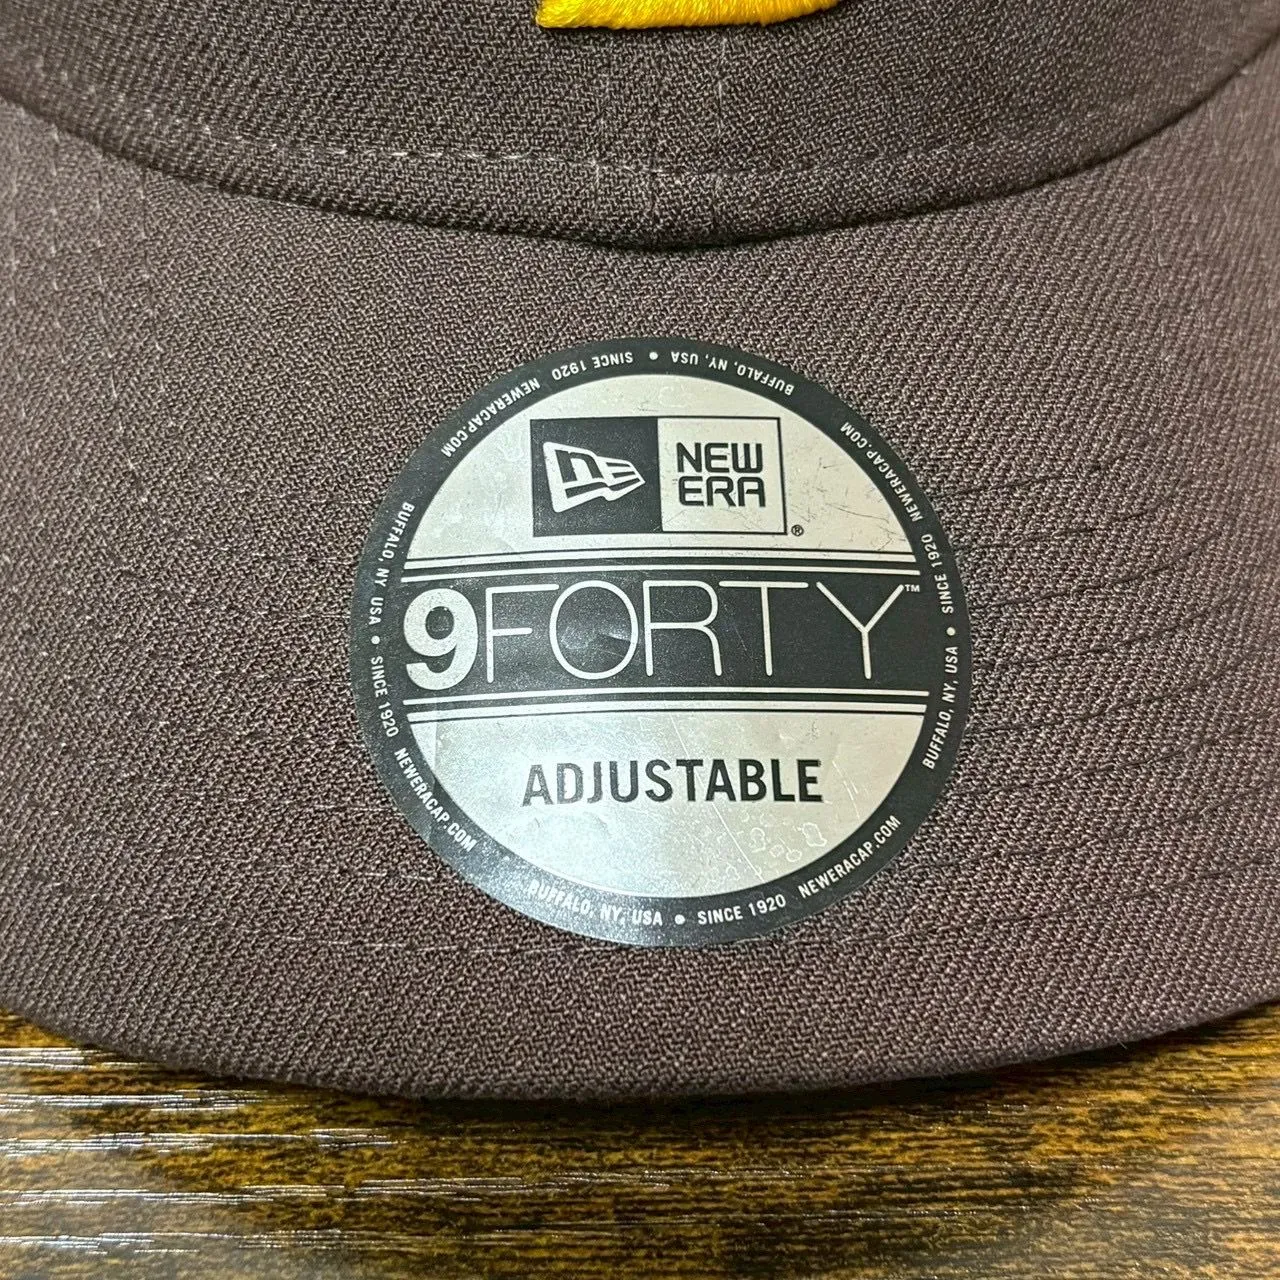 NEW
ERA
®
9FORTY™
ADJUSTABLE
BUFFALO, NY, USA • SINCE 1920 NEWERACAP.COM
BUFFALO, NY, USA • SINCE 1920 NEWERACAP.COM
BUFFALO, NY, USA • SINCE 1920 NEWERACAP.COM
BUFFALO, NY, USA • SINCE 1920 NEWERACAP.COM